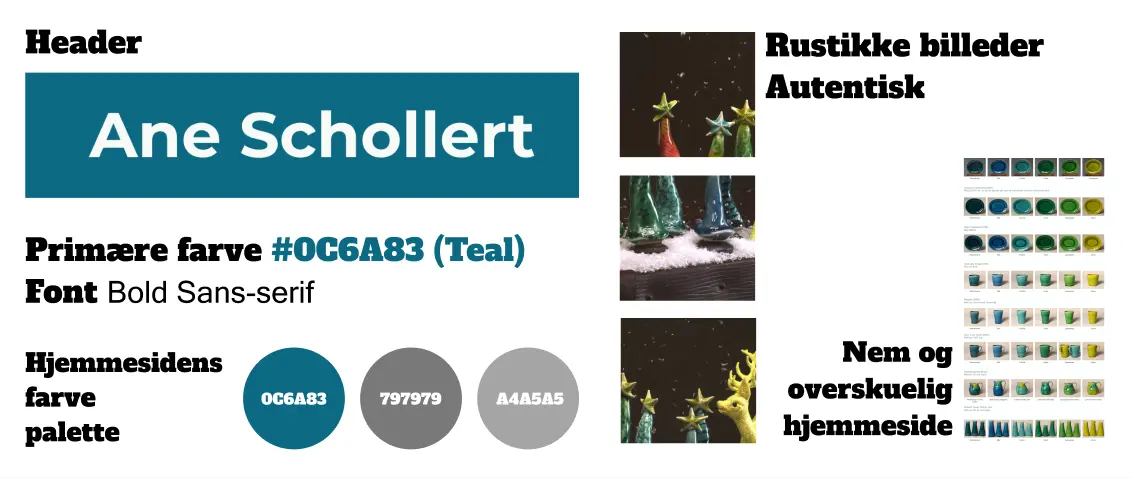 Header
Ane Schollert
Primære farve #0C6A83 (Teal)
Font Bold Sans-serif
Hjemmesidens
farve
palette
0C6A83
797979
A4A5A5
Rustikke billeder
Autentisk
Nem og
overskuelig
hjemmeside